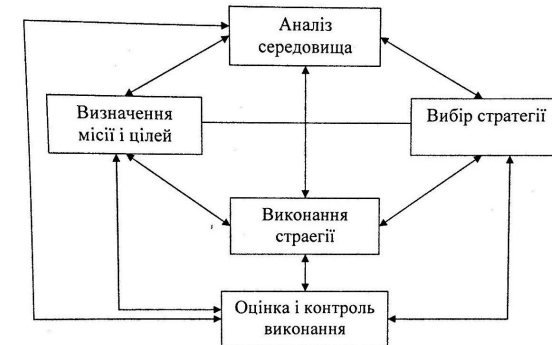 Аналіз
середовища
Визначення
місії і цілей
Вибір стратегії
Виконання
страегії
Оцінка і контроль
виконання